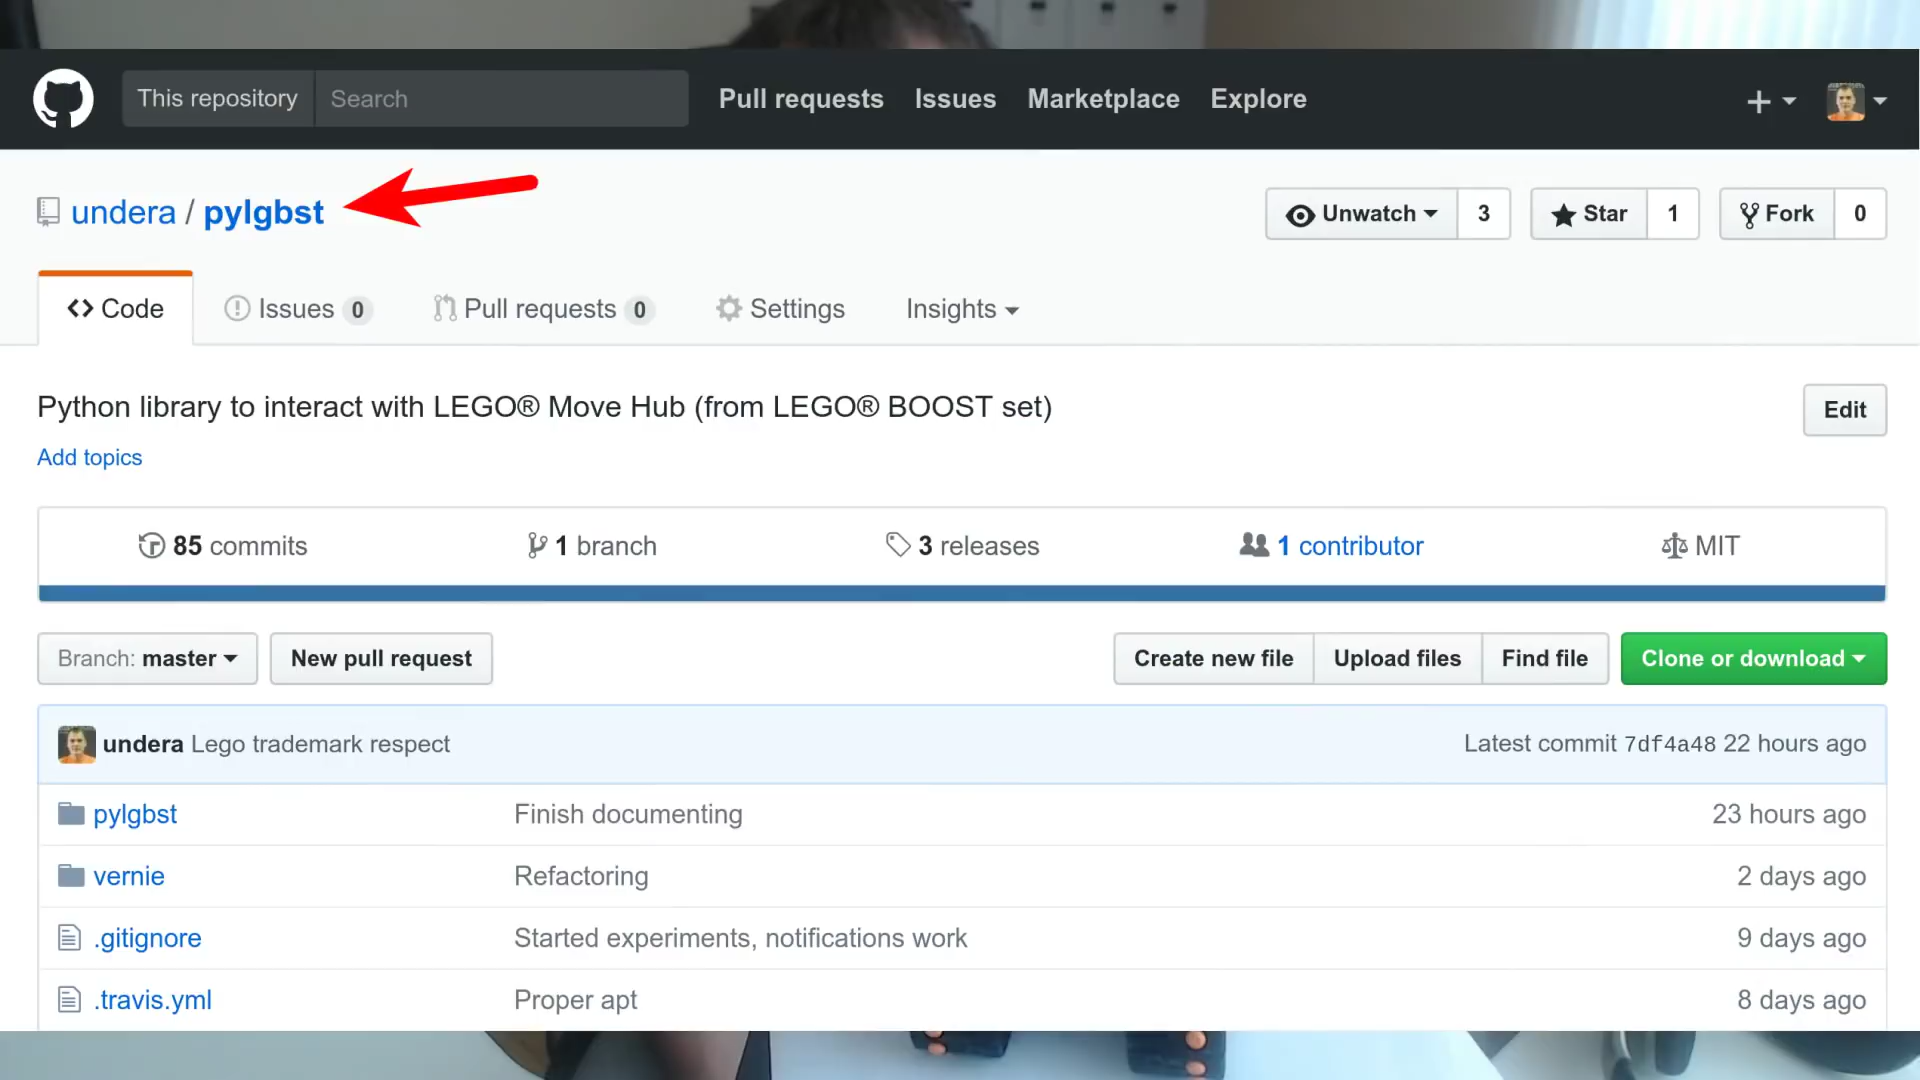 This repository Search Pull requests Issues Marketplace Explore
undera / pylgbst Unwatch 3 Star 1 Fork 0
Code Issues 0 Pull requests 0 Settings Insights
Python library to interact with LEGO® Move Hub (from LEGO® BOOST set) Edit
Add topics
85 commits 1 branch 3 releases 1 contributor MIT
Branch: master New pull request Create new file Upload files Find file Clone or download
undera Lego trademark respect Latest commit 7df4a48 22 hours ago
pylgbst Finish documenting 23 hours ago
vernie Refactoring 2 days ago
.gitignore Started experiments, notifications work 9 days ago
.travis.yml Proper apt 8 days ago